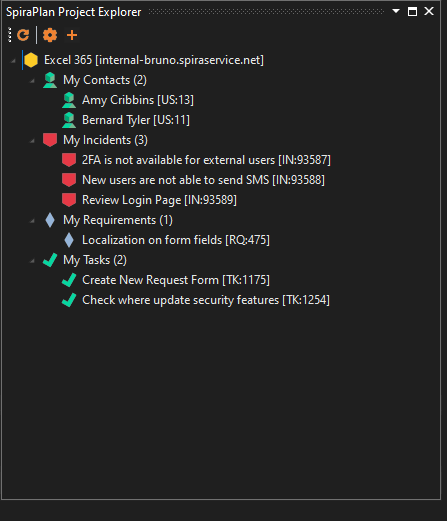 SpiraPlan Project Explorer
Excel 365 [internal-bruno.spiraservice.net]
My Contacts (2)
Amy Cribbins [US:13]
Bernard Tyler [US:11]
My Incidents (3)
2FA is not available for external users [IN:93587]
New users are not able to send SMS [IN:93588]
Review Login Page [IN:93589]
My Requirements (1)
Localization on form fields [RQ:475]
My Tasks (2)
Create New Request Form [TK:1175]
Check where update security features [TK:1254]